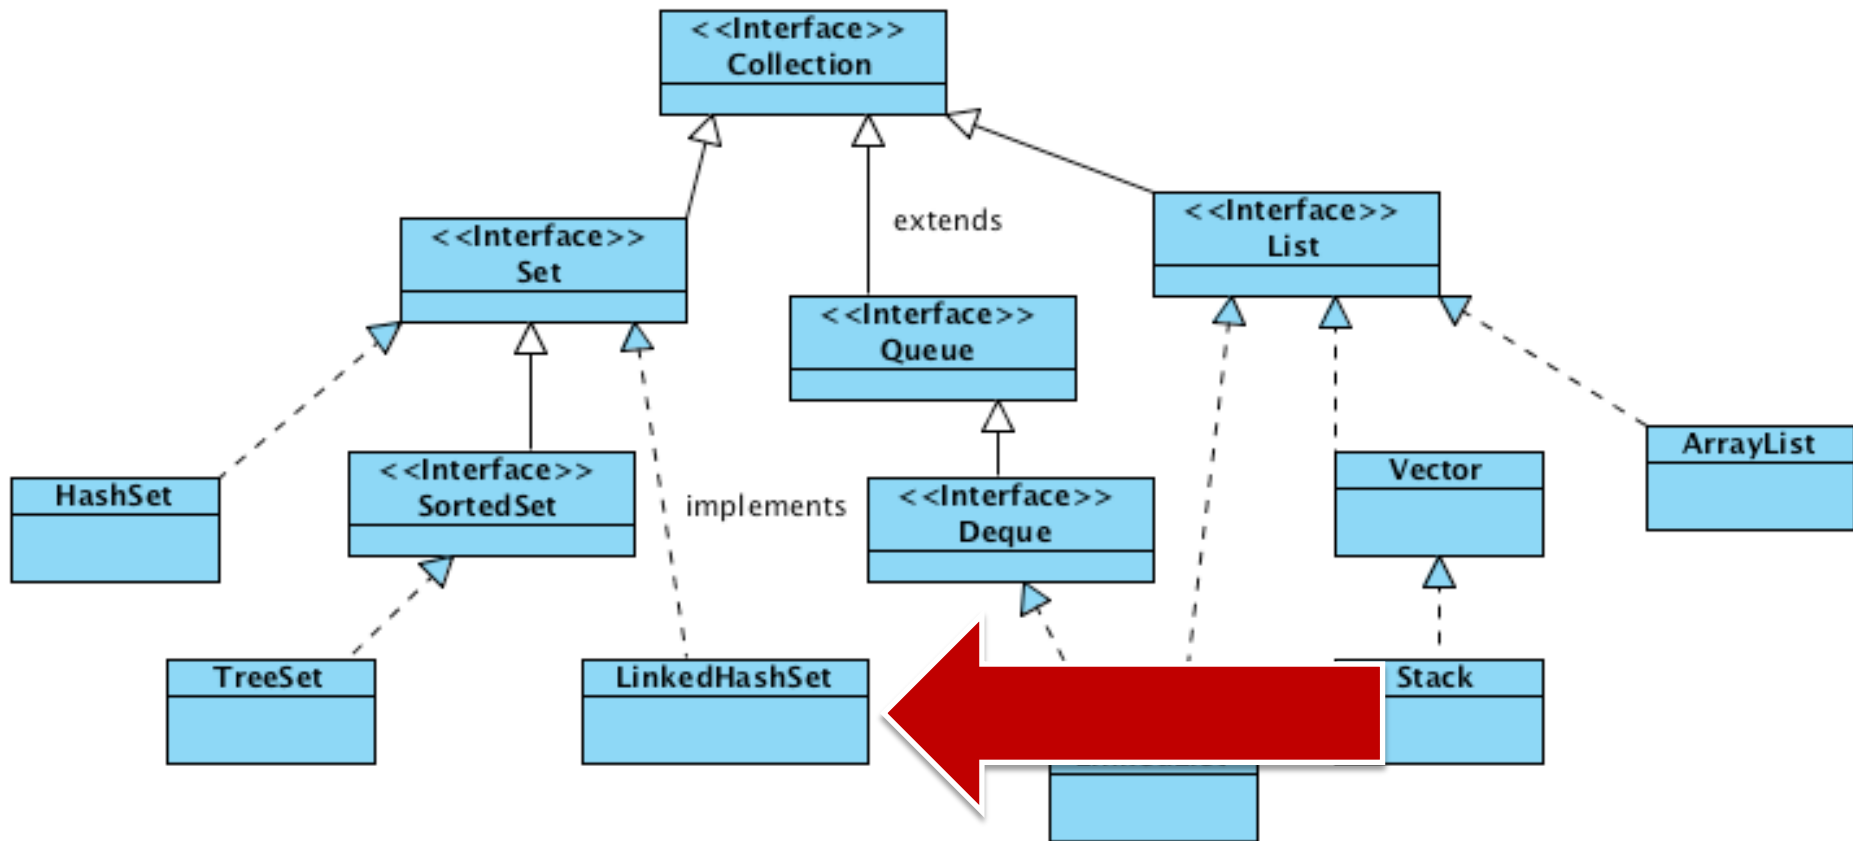 <<Interface>>
Collection
<<Interface>>
Set
extends
<<Interface>>
List
<<Interface>>
Queue
HashSet
<<Interface>>
SortedSet
implements
<<Interface>>
Deque
Vector
ArrayList
TreeSet
LinkedHashSet
Stack